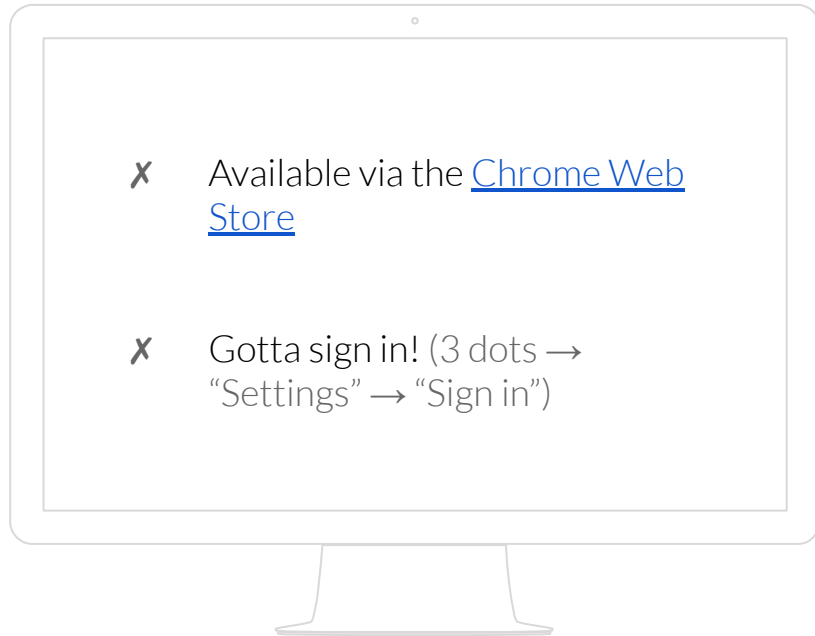 ✗ Available via the Chrome Web
Store
✗ Gotta sign in! (3 dots →
“Settings” → “Sign in”)